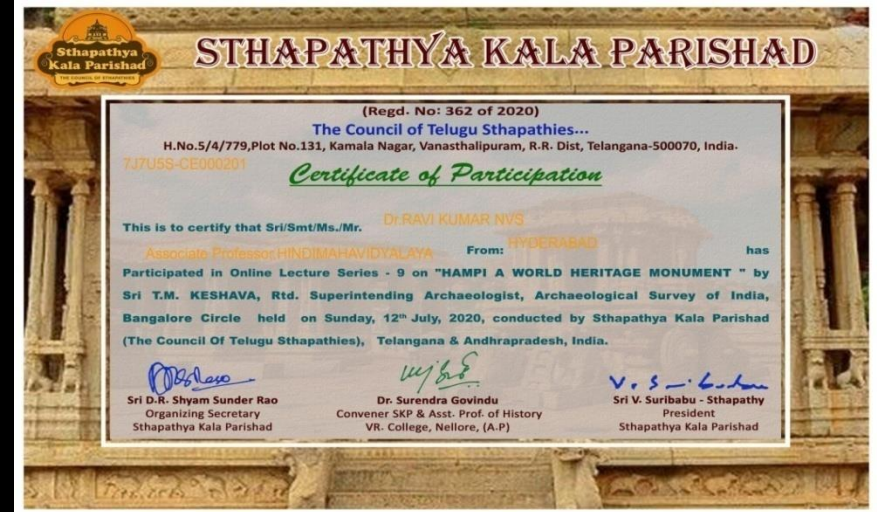 Sthapathya
Kala Parishad
THE COUNCIL OF STHAPATHIES
STHAPATHYA KALA PARISHAD
(Regd. No: 362 of 2020)
The Council of Telugu Sthapathies...
H.No.5/4/779,Plot No.131, Kamala Nagar, Vanasthalipuram, R.R. Dist, Telangana-500070, India.
7J7U5S-CE000201
Certificate of Participation
This is to certify that Sri/Smt/Ms./Mr. Dr.RAVI KUMAR NVS
Associate Professor,HINDIMAHAVIDYALAYA From: HYDERABAD has
Participated in Online Lecture Series - 9 on "HAMPI A WORLD HERITAGE MONUMENT " by
Sri T.M. KESHAVA, Rtd. Superintending Archaeologist, Archaeological Survey of India,
Bangalore Circle held on Sunday, 12th July, 2020, conducted by Sthapathya Kala Parishad
(The Council Of Telugu Sthapathies), Telangana & Andhrapradesh, India.
Sri D.R. Shyam Sunder Rao
Organizing Secretary
Sthapathya Kala Parishad
Dr. Surendra Govindu
Convener SKP & Asst. Prof. of History
VR. College, Nellore, (A.P)
V. Suribabu
Sri V. Suribabu - Sthapathy
President
Sthapathya Kala Parishad